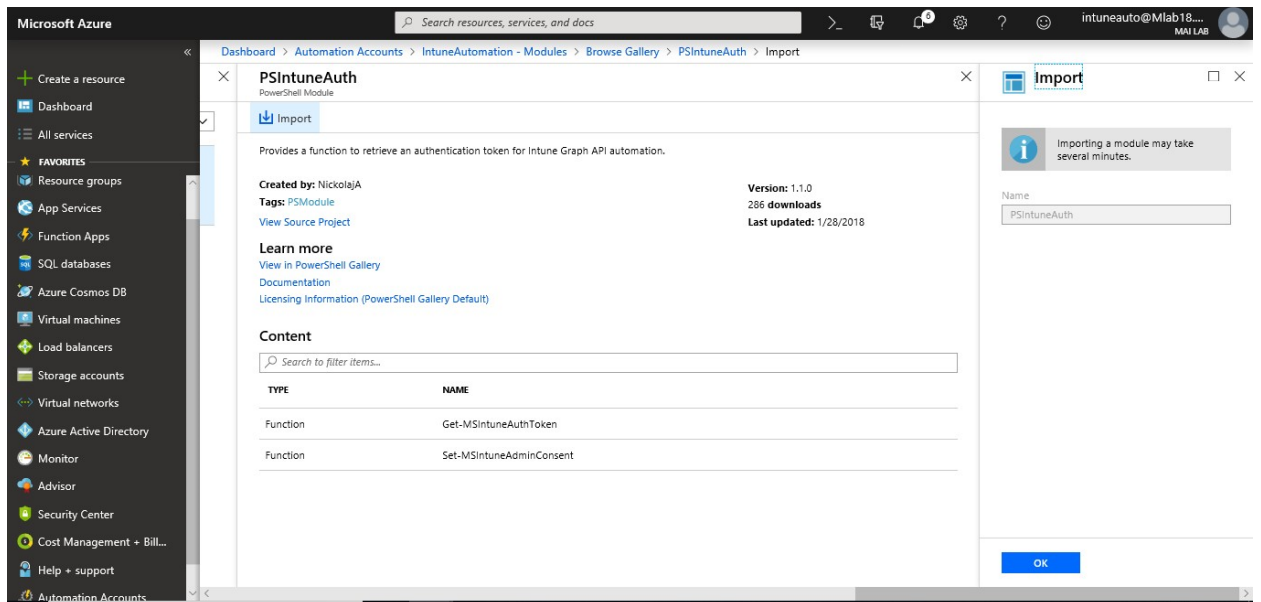 Microsoft Azure
Search resources, services, and docs
6
intuneauto@Mlab18....
MAI LAB
Dashboard > Automation Accounts > IntuneAutomation - Modules > Browse Gallery > PSIntuneAuth > Import
Create a resource
Dashboard
All services
FAVORITES
Resource groups
App Services
Function Apps
SQL databases
Azure Cosmos DB
Virtual machines
Load balancers
Storage accounts
Virtual networks
Azure Active Directory
Monitor
Advisor
Security Center
Cost Management + Bill...
Help + support
Automation Accounts
PSIntuneAuth
PowerShell Module
Import
Provides a function to retrieve an authentication token for Intune Graph API automation.
Created by: NickolajA
Tags: PSModule
View Source Project
Version: 1.1.0
286 downloads
Last updated: 1/28/2018
Learn more
View in PowerShell Gallery
Documentation
Licensing Information (PowerShell Gallery Default)
Content
Search to filter items...
TYPE NAME
Function Get-MSIntuneAuthToken
Function Set-MSIntuneAdminConsent
Import
Importing a module may take
several minutes.
Name
PSIntuneAuth
OK